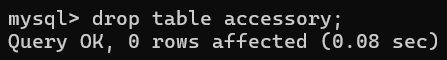 mysql> drop table accessory;
Query OK, 0 rows affected (0.08 sec)